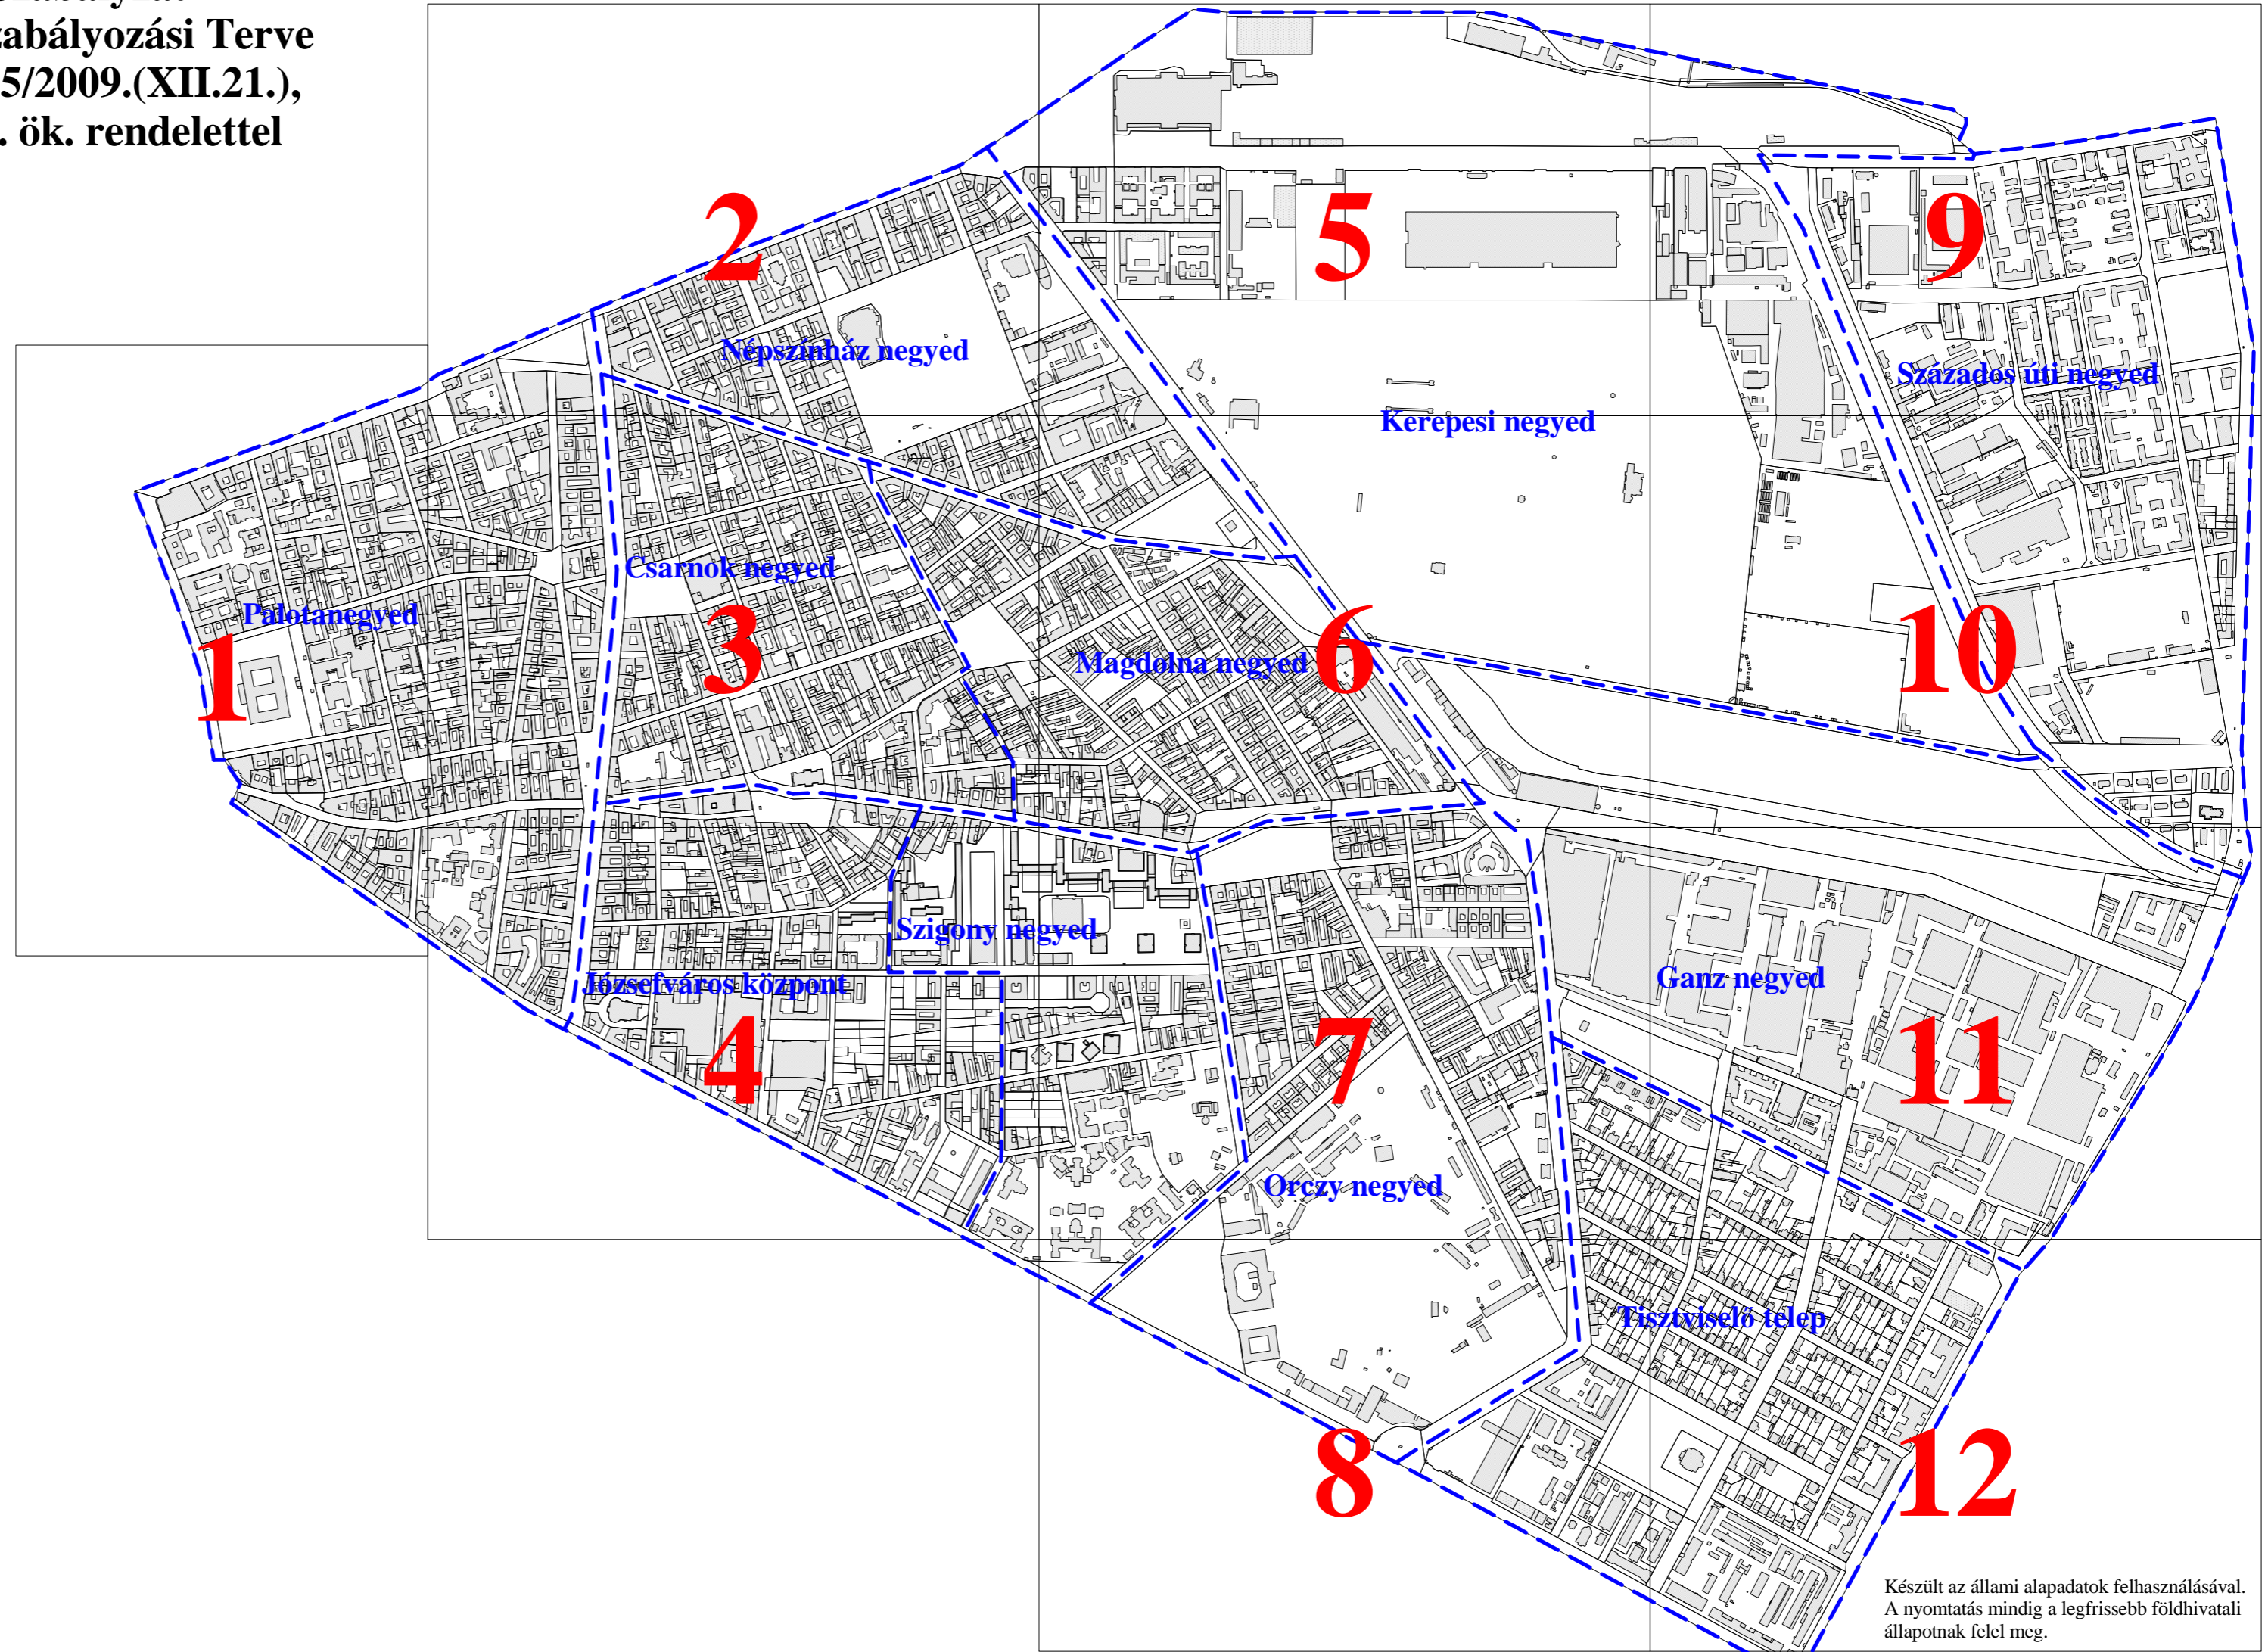 zabályozási Terve
5/2009.(XII.21.),
. ök. rendelettel
2
5
9
Népszínház negyed
Százados úti negyed
Kerepesi negyed
Csarnok negyed
Palotanegyed
1
3
Magdolna negyed
6
10
Szigony negyed
Józsefváros központ
Ganz negyed
4
7
11
Orczy negyed
Tisztviselő telep
8
12
Készült az állami alapadatok felhasználásával.
A nyomtatás mindig a legfrissebb földhivatali
állapotnak felel meg.